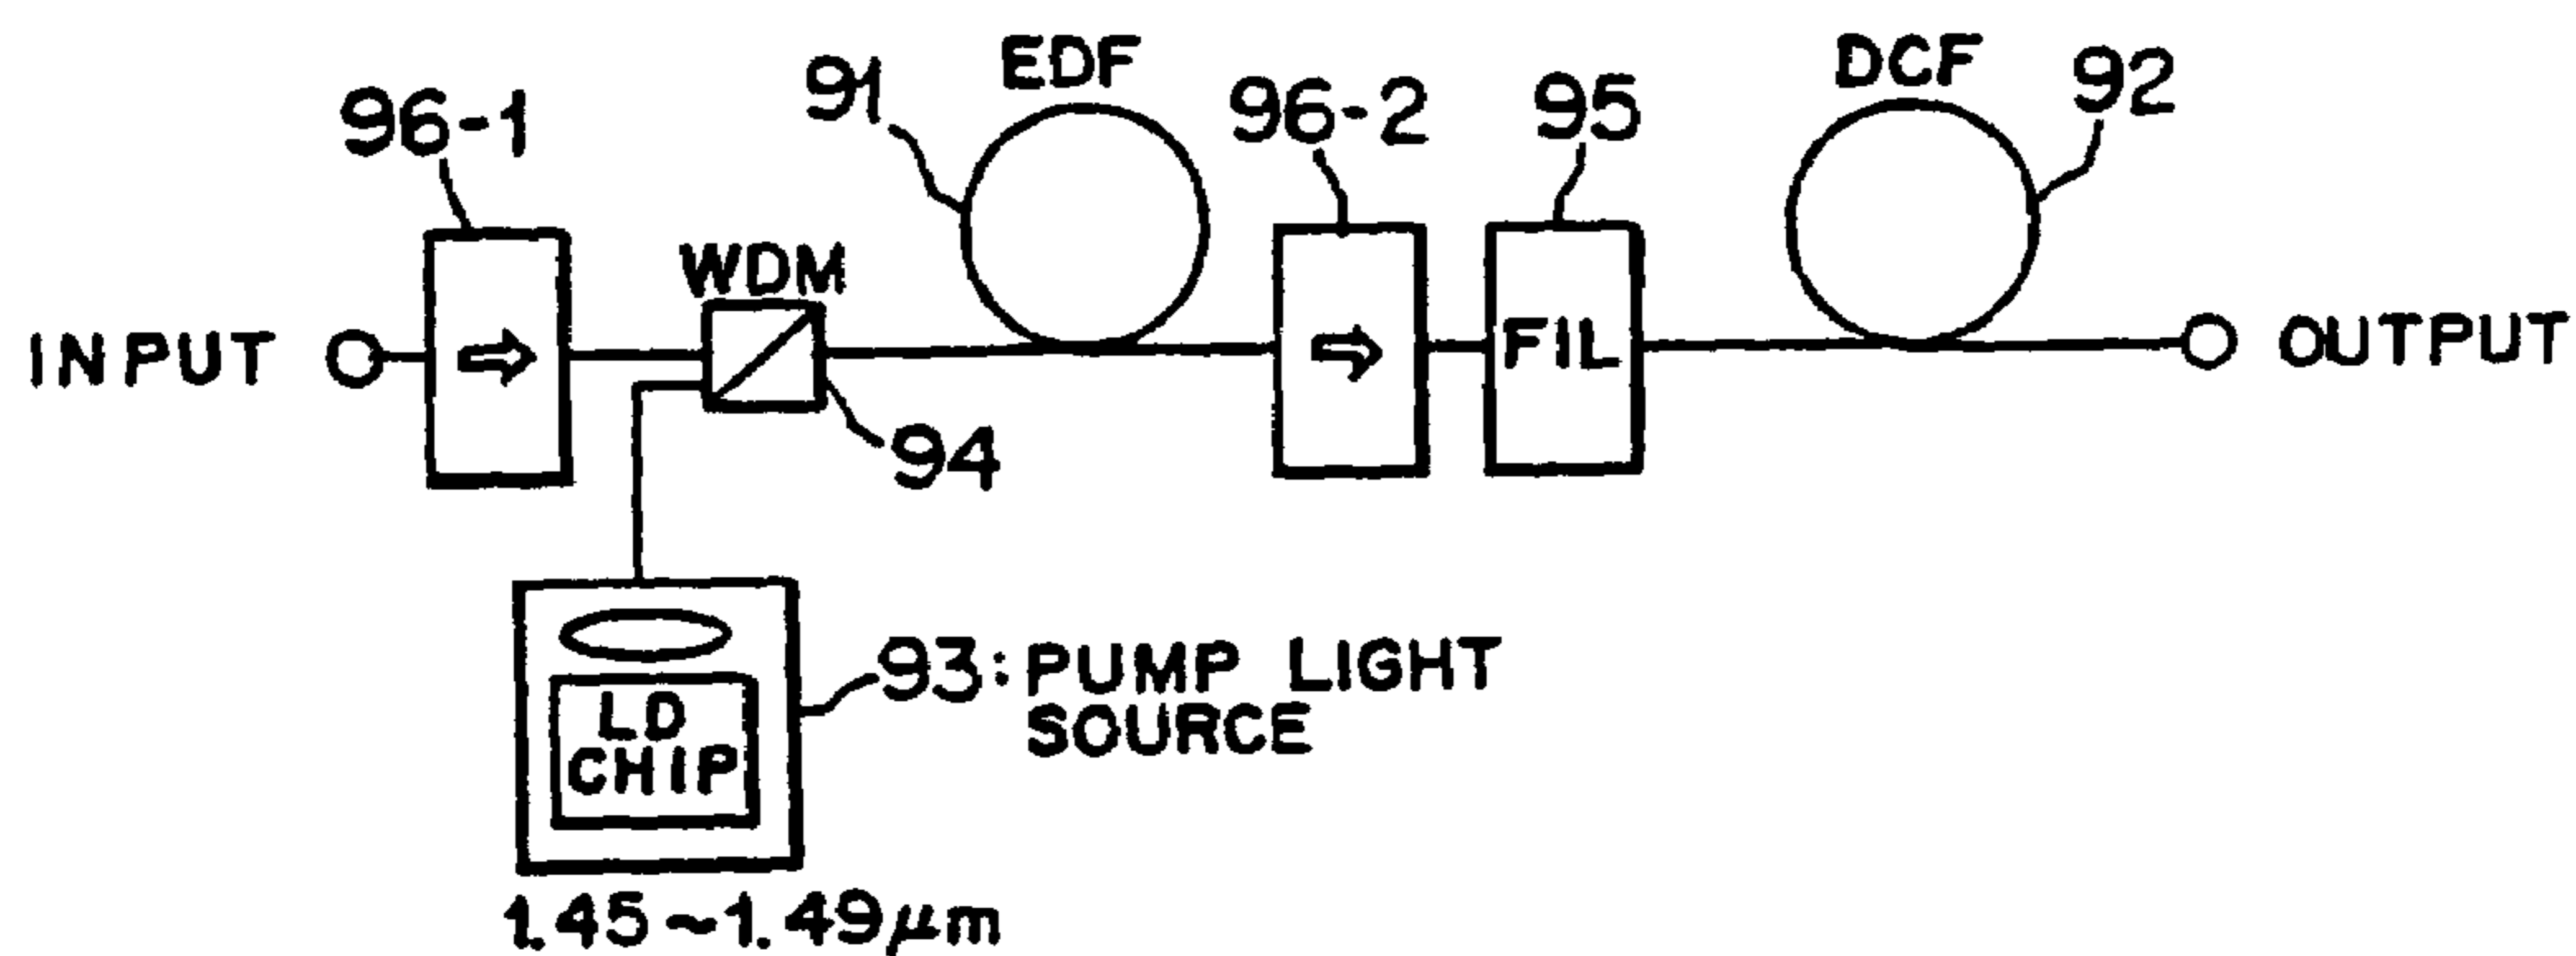 EDF
DCF
91
92
96-1
96-2
95
WDM
INPUT
FIL
OUTPUT
94
93: PUMP LIGHT
SOURCE
LD
CHIP
1.45~1.49μm